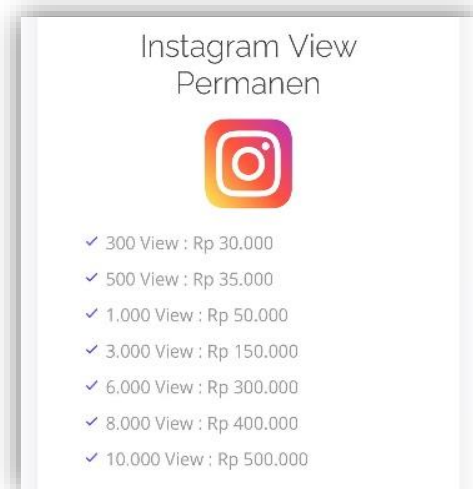 Instagram View
Permanen
300 View : Rp 30.000
500 View : Rp 35.000
1.000 View : Rp 50.000
3.000 View : Rp 150.000
6.000 View : Rp 300.000
8.000 View : Rp 400.000
10.000 View : Rp 500.000